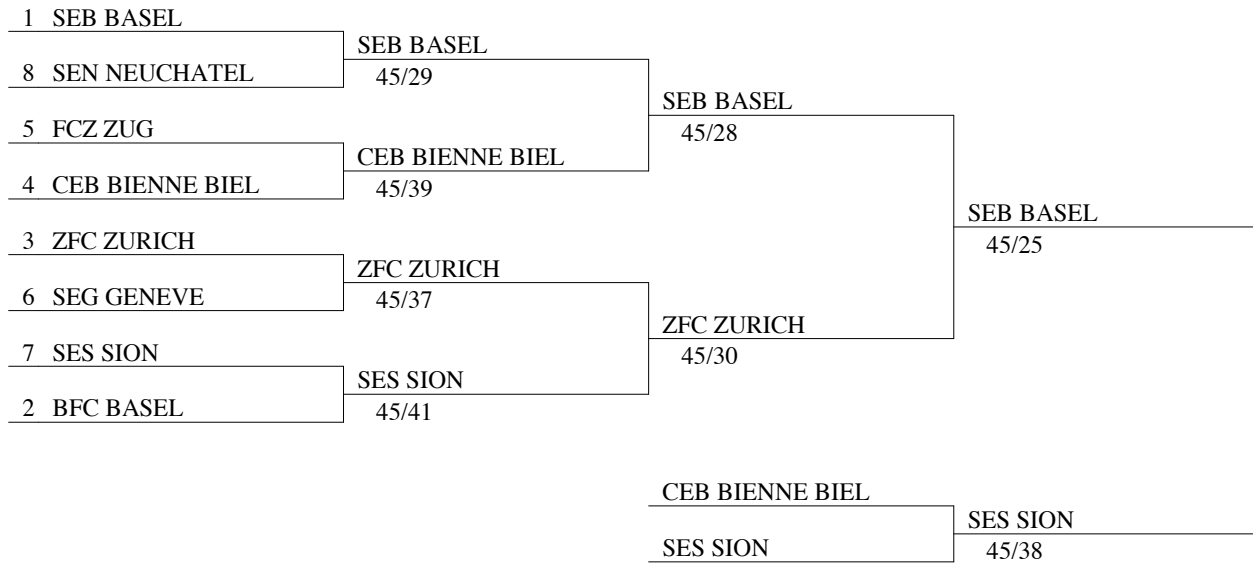 1 SEB BASEL
8 SEN NEUCHATEL
5 FCZ ZUG
4 CEB BIENNE BIEL
3 ZFC ZURICH
6 SEG GENEVE
7 SES SION
2 BFC BASEL
SEB BASEL
45/29
CEB BIENNE BIEL
45/39
ZFC ZURICH
45/37
SES SION
45/41
SEB BASEL
45/28
ZFC ZURICH
45/30
SEB BASEL
45/25
CEB BIENNE BIEL
SES SION
SES SION
45/38